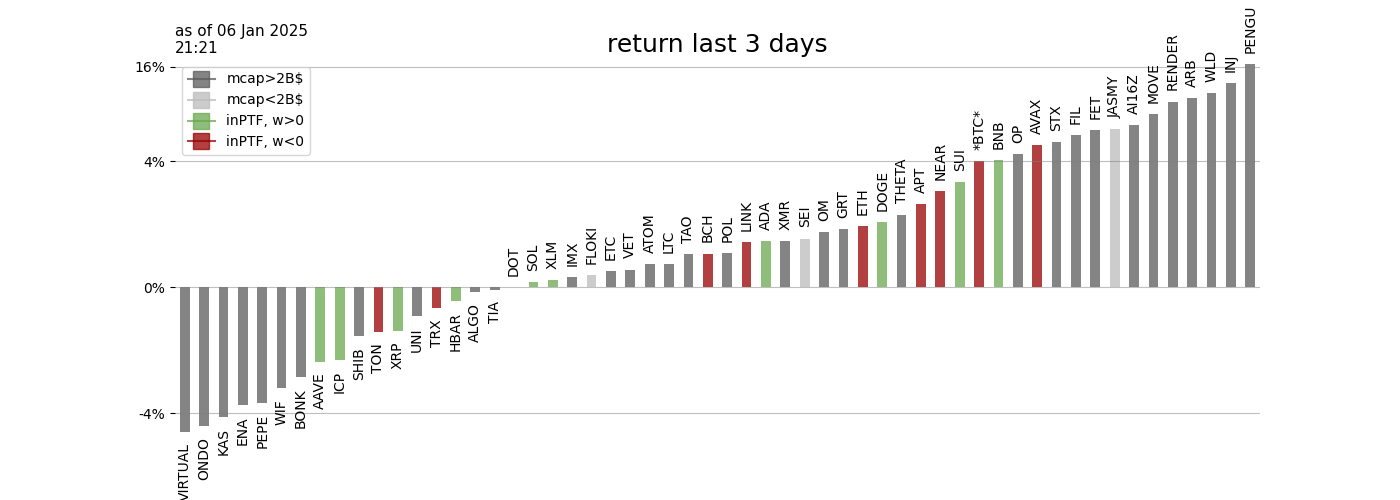 as of 06 Jan 2025
21:21
return last 3 days
16%
4%
0%
-4%
mcap>2B$
mcap<2B$
inPTF, w>0
inPTF, w<0
VIRTUAL
ONDO
KAS
ENA
PEPE
WIF
BONK
AAVE
ICP
SHIB
TON
XRP
UNI
TRX
HBAR
ALGO
TIA
DOT
SOL
XLM
IMX
FLOKI
ETC
VET
ATOM
LTC
TAO
BCH
POL
LINK
ADA
XMR
SEI
OM
GRT
ETH
DOGE
THETA
APT
NEAR
SUI
*BTC*
BNB
OP
AVAX
STX
FIL
FET
JASMY
AI16Z
MOVE
RENDER
ARB
WLD
INJ
PENGU